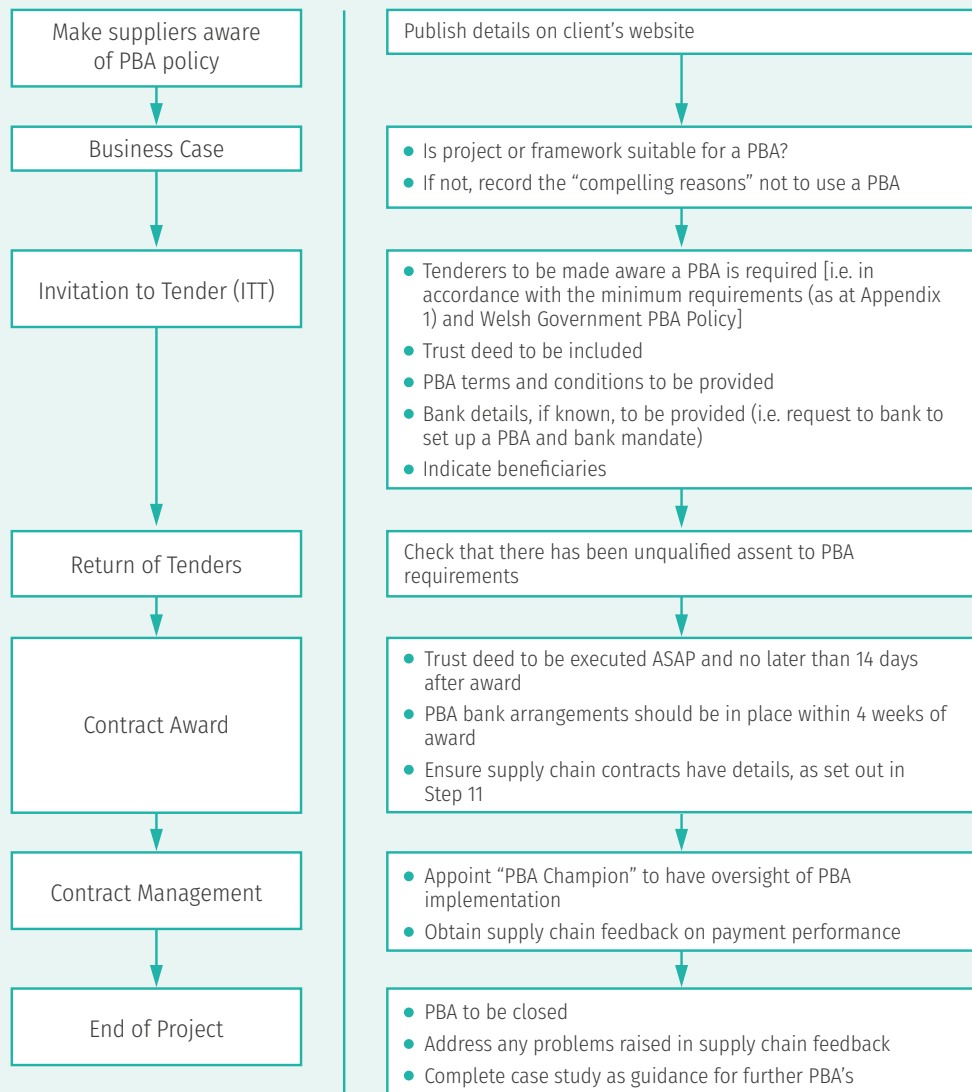 Make suppliers aware
of PBA policy
Publish details on client’s website
Business Case
• Is project or framework suitable for a PBA?
• If not, record the “compelling reasons” not to use a PBA
Invitation to Tender (ITT)
• Tenderers to be made aware a PBA is required [i.e. in
accordance with the minimum requirements (as at Appendix
1) and Welsh Government PBA Policy]
• Trust deed to be included
• PBA terms and conditions to be provided
• Bank details, if known, to be provided (i.e. request to bank to
set up a PBA and bank mandate)
• Indicate beneficiaries
Return of Tenders
Check that there has been unqualified assent to PBA
requirements
Contract Award
• Trust deed to be executed ASAP and no later than 14 days
after award
• PBA bank arrangements should be in place within 4 weeks of
award
• Ensure supply chain contracts have details, as set out in
Step 11
Contract Management
• Appoint “PBA Champion” to have oversight of PBA
implementation
• Obtain supply chain feedback on payment performance
End of Project
• PBA to be closed
• Address any problems raised in supply chain feedback
• Complete case study as guidance for further PBA’s